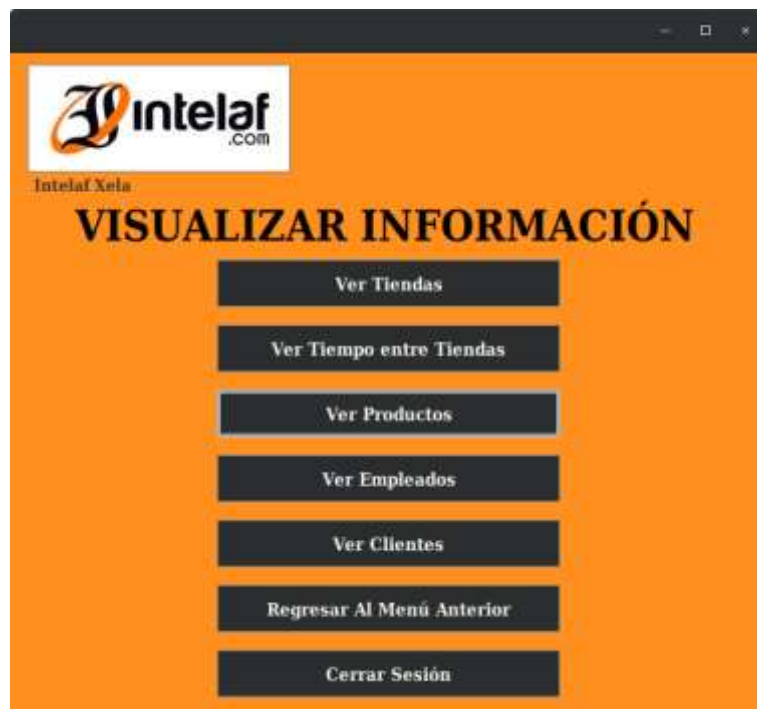 intelaf
.com
Intelaf Xela
VISUALIZAR INFORMACIÓN
Ver Tiendas
Ver Tiempo entre Tiendas
Ver Productos
Ver Empleados
Ver Clientes
Regresar Al Menú Anterior
Cerrar Sesión